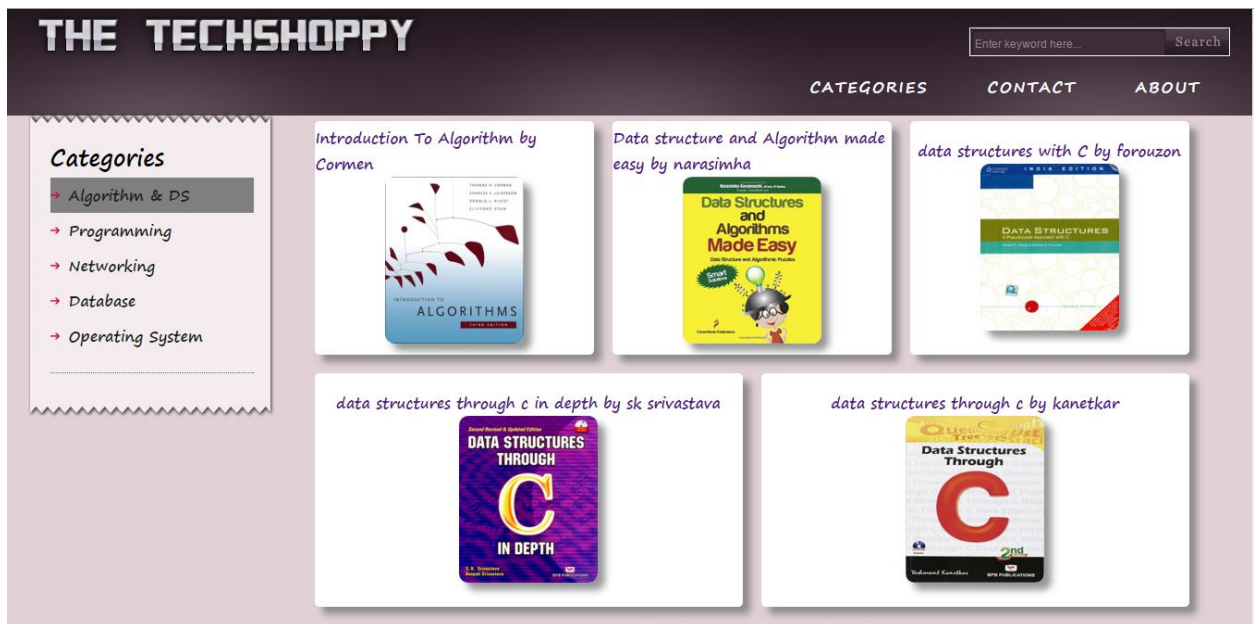 THE TECHSHOPPY
Enter keyword here...
Search
CATEGORIES
CONTACT
ABOUT
Categories
Algorithm & DS
Programming
Networking
Database
Operating System
Introduction To Algorithm by
Cormen
THOMAS H. CORMEN
CHARLES E. LEISERSON
RONALD L. RIVEST
CLIFFORD STEIN
INTRODUCTION TO
ALGORITHMS
THIRD EDITION
Data structure and Algorithm made
easy by narasimha
Narasimha Karumanchi,
Data Structures
and
Algorithms
Made Easy
Data Structure and Algorithmic Puzzles
Smart
Solutions
CareerMonk Publications
data structures with C by forouzon
INDIA EDITION
DATA STRUCTURES
A Pseudocode Approach with C
data structures through c in depth by sk srivastava
Second Revised & Updated Edition
DATA STRUCTURES
THROUGH
C
IN DEPTH
S. K. Srivastava
Deepali Srivastava
BPB PUBLICATIONS
data structures through c by kanetkar
Data Structures
Through
C
2nd
Yashavant Kanetkar
BPB PUBLICATIONS